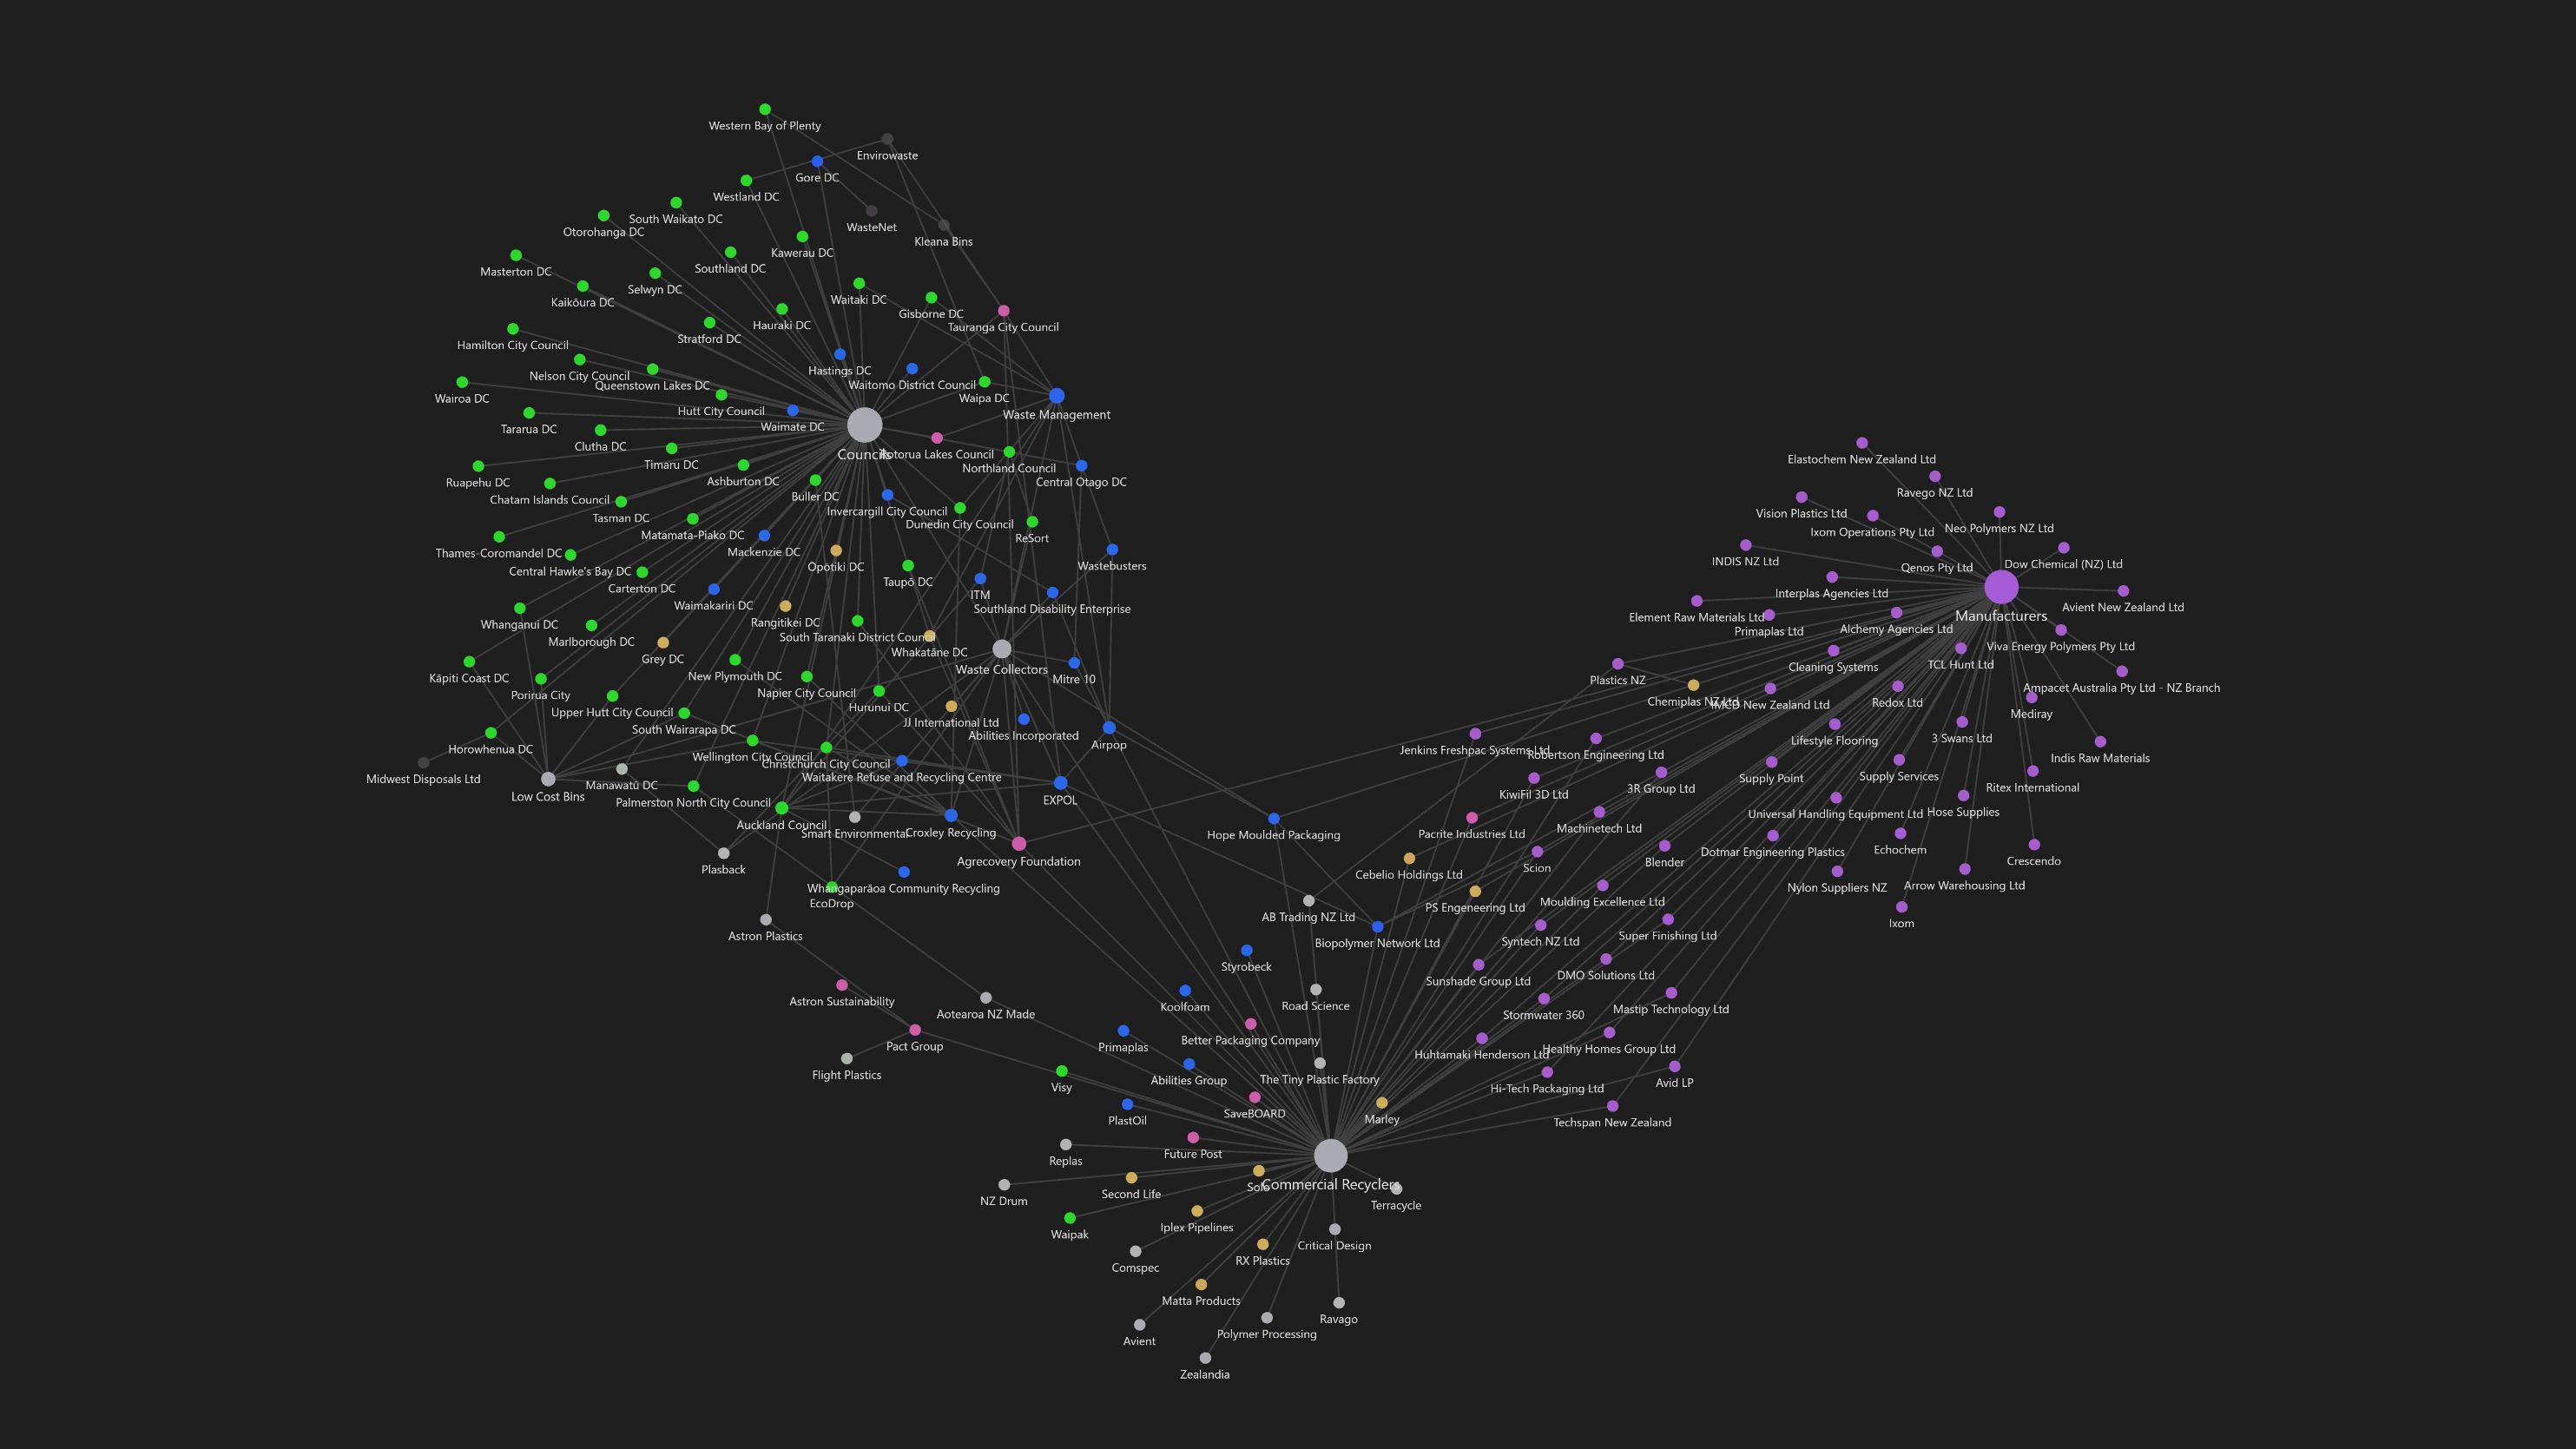 Western Bay of Plenty
Envirowaste
Gore DC
Westland DC
South Waikato DC
WasteNet
Otorohanga DC
Kleana Bins
Kawerau DC
Southland DC
Masterton DC
Selwyn DC
Kaikōura DC
Waitaki DC
Gisborne DC
Hauraki DC
Tauranga City Council
Stratford DC
Hamilton City Council
Hastings DC
Nelson City Council
Queenstown Lakes DC
Waitomo District Council
Wairoa DC
Waipa DC
Hutt City Council
Waste Management
Waimate DC
Tararua DC
Clutha DC
Councils
Rotorua Lakes Council
Timaru DC
Northland Council
Ruapehu DC
Ashburton DC
Central Otago DC
Buller DC
Chatam Islands Council
Invercargill City Council
Tasman DC
Dunedin City Council
Matamata-Piako DC
ReSort
Thames-Coromandel DC
Mackenzie DC
Opotiki DC
Wastebusters
Central Hawke's Bay DC
Taupō DC
Carterton DC
ITM
Waimakariri DC
Southland Disability Enterprise
Whanganui DC
Rangitikei DC
Marlborough DC
South Taranaki District Council
Whakatāne DC
Grey DC
Waste Collectors
Kāpiti Coast DC
New Plymouth DC
Mitre 10
Porirua City
Napier City Council
Hurunui DC
Upper Hutt City Council
JJ International Ltd
South Wairarapa DC
Abilities Incorporated
Airpop
Horowhenua DC
Wellington City Council
Christchurch City Council
Midwest Disposals Ltd
Waitakere Refuse and Recycling Centre
Manawatū DC
Low Cost Bins
EXPOL
Palmerston North City Council
Auckland Council
Smart Environmental
Croxley Recycling
Hope Moulded Packaging
Agrecovery Foundation
Plasback
Whangaparāoa Community Recycling
EcoDrop
Astron Plastics
Astron Sustainability
Aotearoa NZ Made
Pact Group
Flight Plastics
Elastochem New Zealand Ltd
Ravego NZ Ltd
Vision Plastics Ltd
Neo Polymers NZ Ltd
Ixom Operations Pty Ltd
INDIS NZ Ltd
Qenos Pty Ltd
Dow Chemical (NZ) Ltd
Interplas Agencies Ltd
Avient New Zealand Ltd
Element Raw Materials Ltd
Manufacturers
Primaplas Ltd
Alchemy Agencies Ltd
Viva Energy Polymers Pty Ltd
Cleaning Systems
TCL Hunt Ltd
Plastics NZ
Ampacet Australia Pty Ltd - NZ Branch
Chemiplas NZ Ltd
IMCD New Zealand Ltd
Redox Ltd
Mediray
Lifestyle Flooring
3 Swans Ltd
Jenkins Freshpac Systems Ltd
Robertson Engineering Ltd
Indis Raw Materials
Supply Point
Supply Services
3R Group Ltd
Ritex International
KiwiFil 3D Ltd
Universal Handling Equipment Ltd
Hose Supplies
Machinetech Ltd
Pacrite Industries Ltd
Dotmar Engineering Plastics
Echochem
Crescendo
Blender
Scion
Cebelio Holdings Ltd
Nylon Suppliers NZ
Arrow Warehousing Ltd
Moulding Excellence Ltd
PS Engeneering Ltd
AB Trading NZ Ltd
Ixom
Super Finishing Ltd
Syntech NZ Ltd
Biopolymer Network Ltd
Styrobeck
DMO Solutions Ltd
Sunshade Group Ltd
Koolfoam
Road Science
Mastip Technology Ltd
Stormwater 360
Better Packaging Company
Primaplas
Healthy Homes Group Ltd
Huhtamaki Henderson Ltd
Abilities Group
The Tiny Plastic Factory
Avid LP
Visy
Hi-Tech Packaging Ltd
SaveBOARD
Marley
PlastOil
Techspan New Zealand
Future Post
Replas
Commercial Recyclers
Solo
Second Life
NZ Drum
Terracycle
Iplex Pipelines
Waipak
Critical Design
RX Plastics
Comspec
Matta Products
Ravago
Polymer Processing
Avient
Zealandia